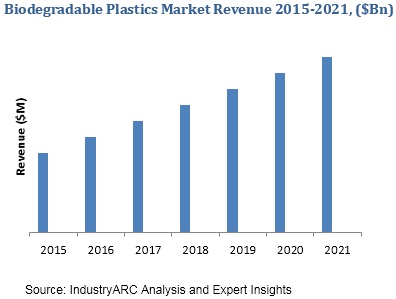 Biodegradable Plastics Market Revenue 2015-2021, ($Bn)
Revenue ($M)
2015 2016 2017 2018 2019 2020 2021
Source: IndustryARC Analysis and Expert Insights